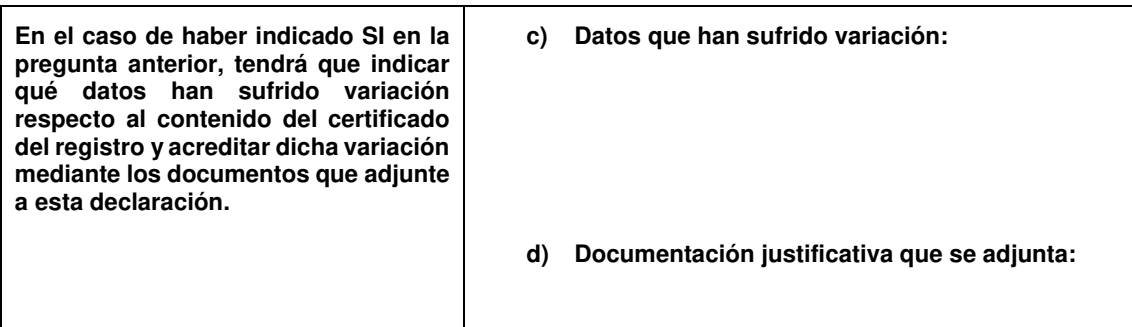 En el caso de haber indicado SI en la
pregunta anterior, tendrá que indicar
qué datos han sufrido variación
respecto al contenido del certificado
del registro y acreditar dicha variación
mediante los documentos que adjunte
a esta declaración.
c) Datos que han sufrido variación:
d) Documentación justificativa que se adjunta: